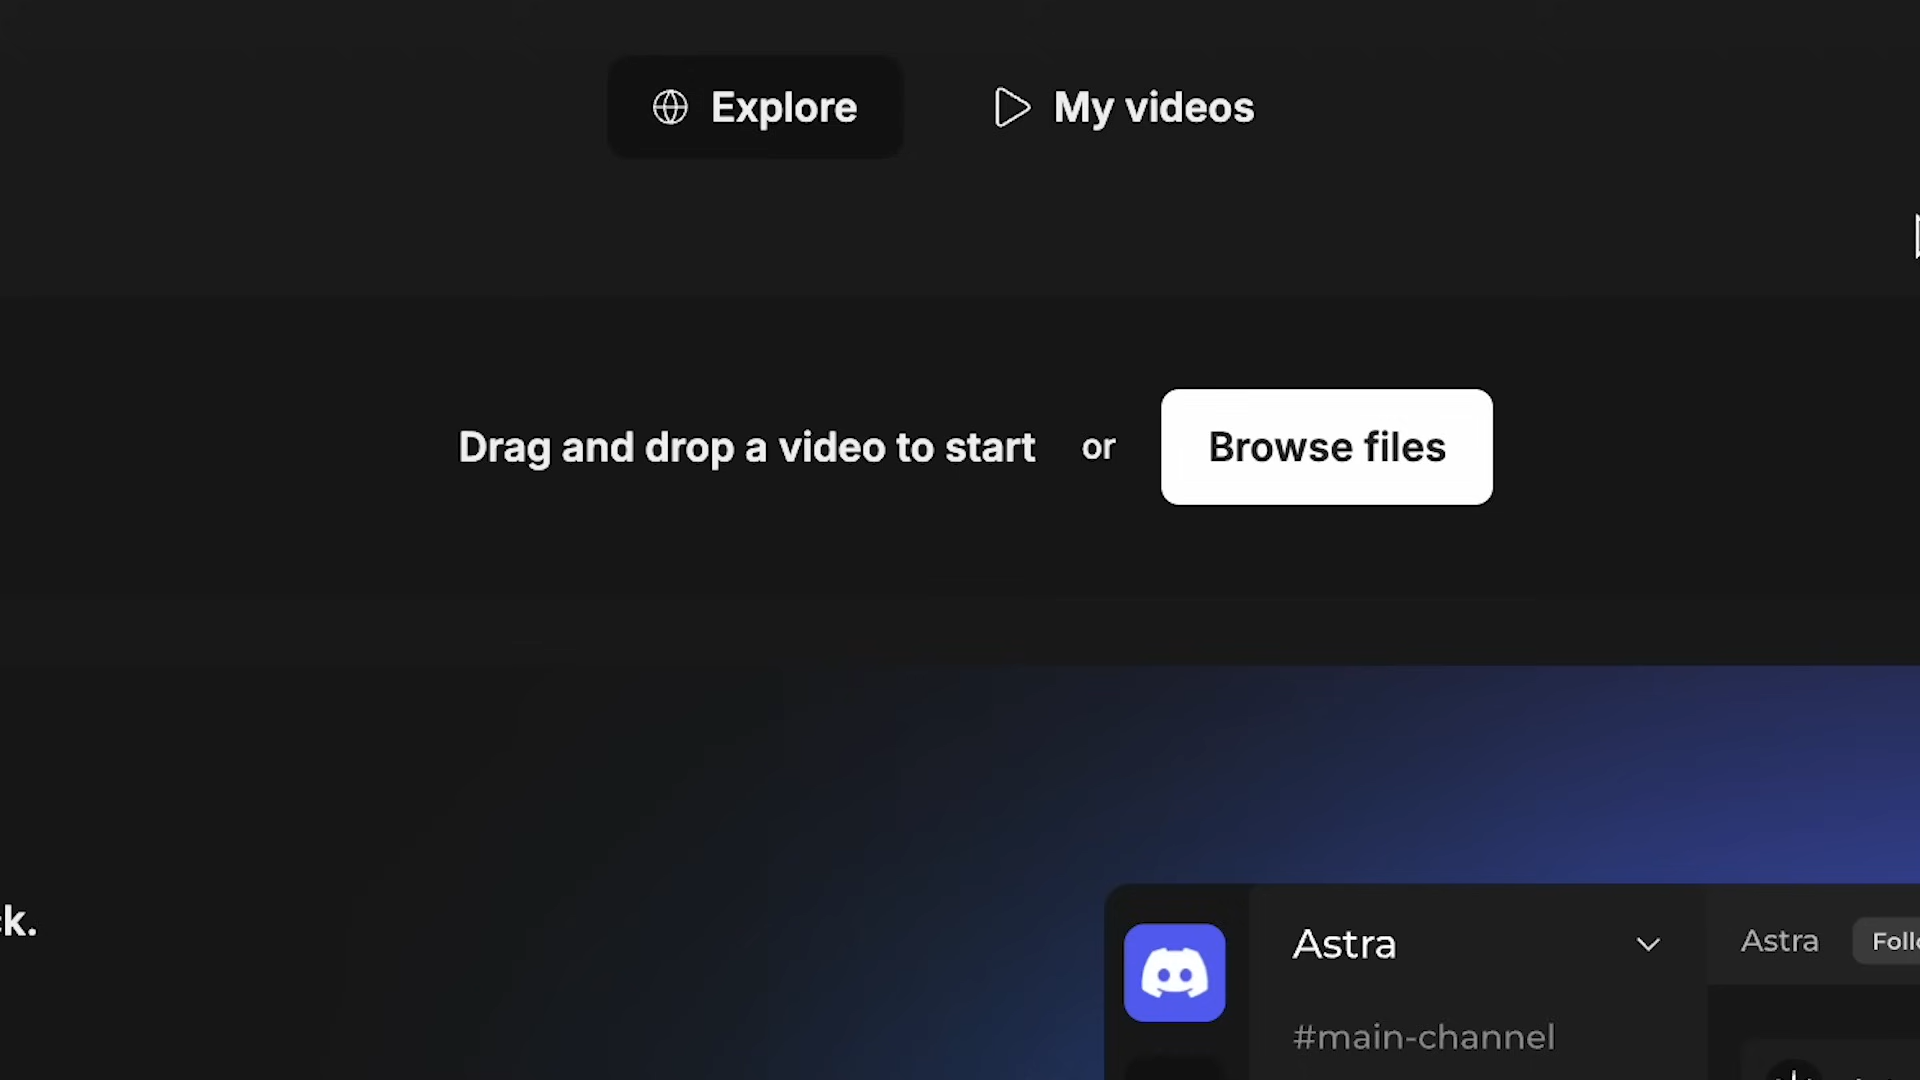 Explore
My videos
Drag and drop a video to start or Browse files
Astra
Astra
#main-channel